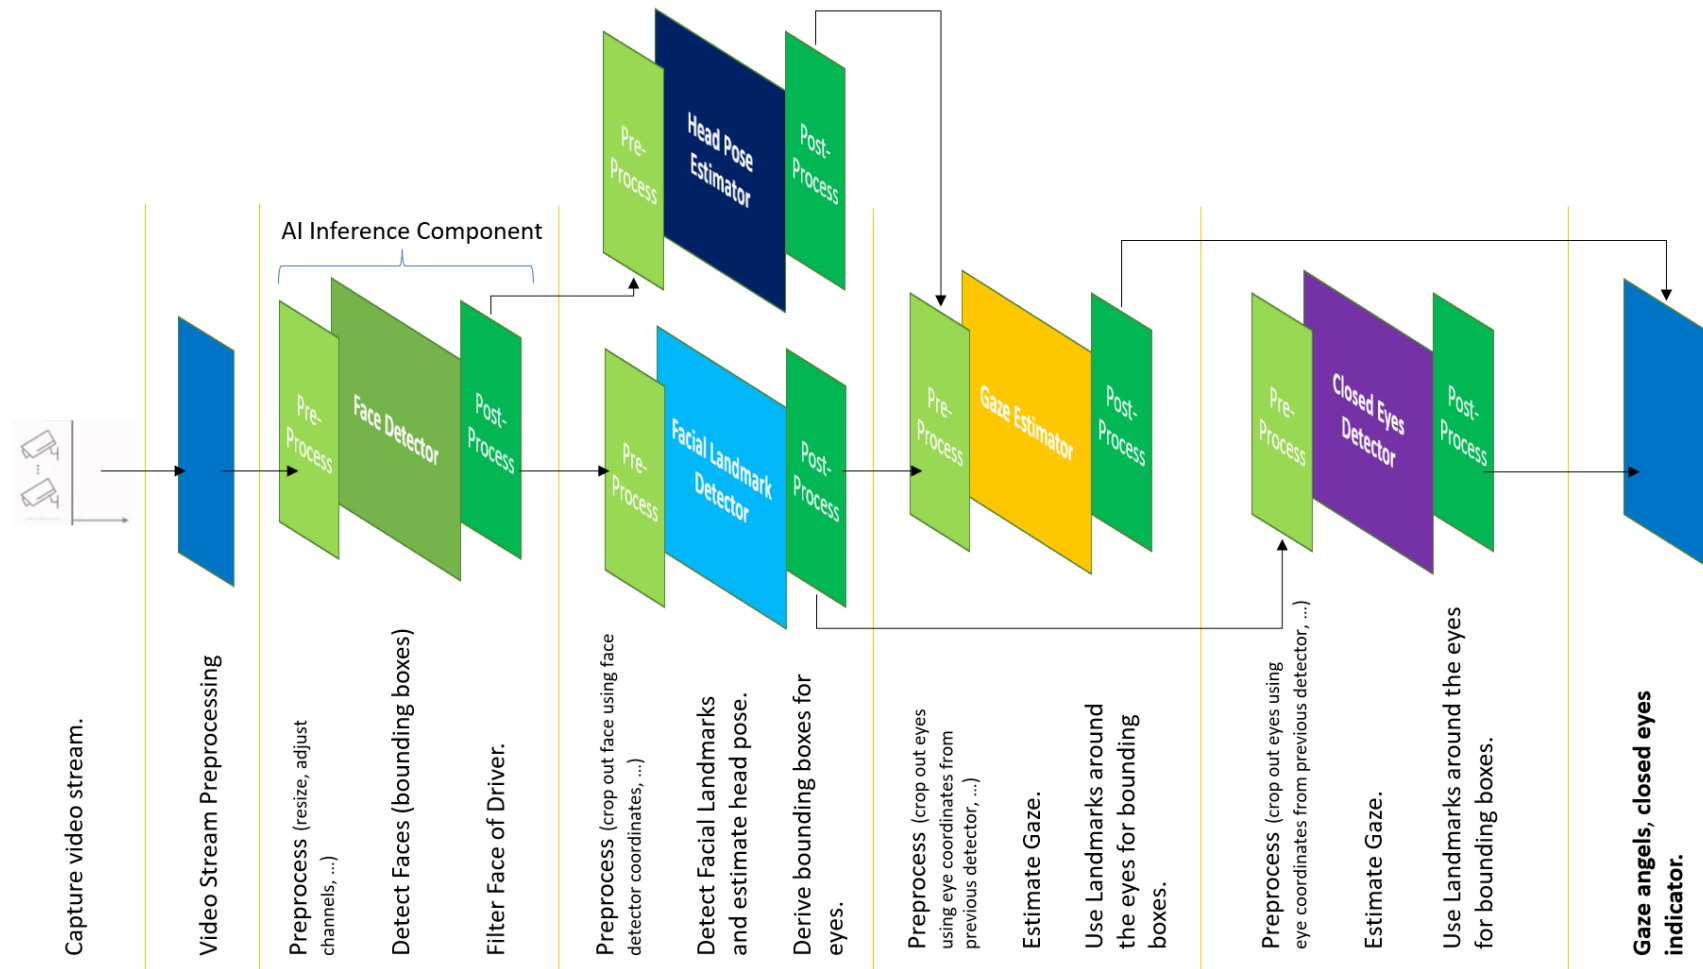 AI Inference Component
Pre-
Process
Face Detector
Post-
Process
Pre-
Process
Head Pose
Estimator
Post-
Process
Pre-
Process
Facial Landmark
Detector
Post-
Process
Pre-
Process
Gaze Estimator
Post-
Process
Pre-
Process
Closed Eyes
Detector
Post-
Process
Capture video stream.
Video Stream Preprocessing
Preprocess (resize, adjust
channels, ...)
Detect Faces (bounding boxes)
Filter Face of Driver.
Preprocess (crop out face using face
detector coordinates, ...)
Detect Facial Landmarks
and estimate head pose.
Derive bounding boxes for
eyes.
Preprocess (crop out eyes
using eye coordinates from
previous detector, ...)
Estimate Gaze.
Use Landmarks around
the eyes for bounding
boxes.
Preprocess (crop out eyes using
eye coordinates from previous detector, ...)
Estimate Gaze.
Use Landmarks around the eyes
for bounding boxes.
Gaze angels, closed eyes
indicator.